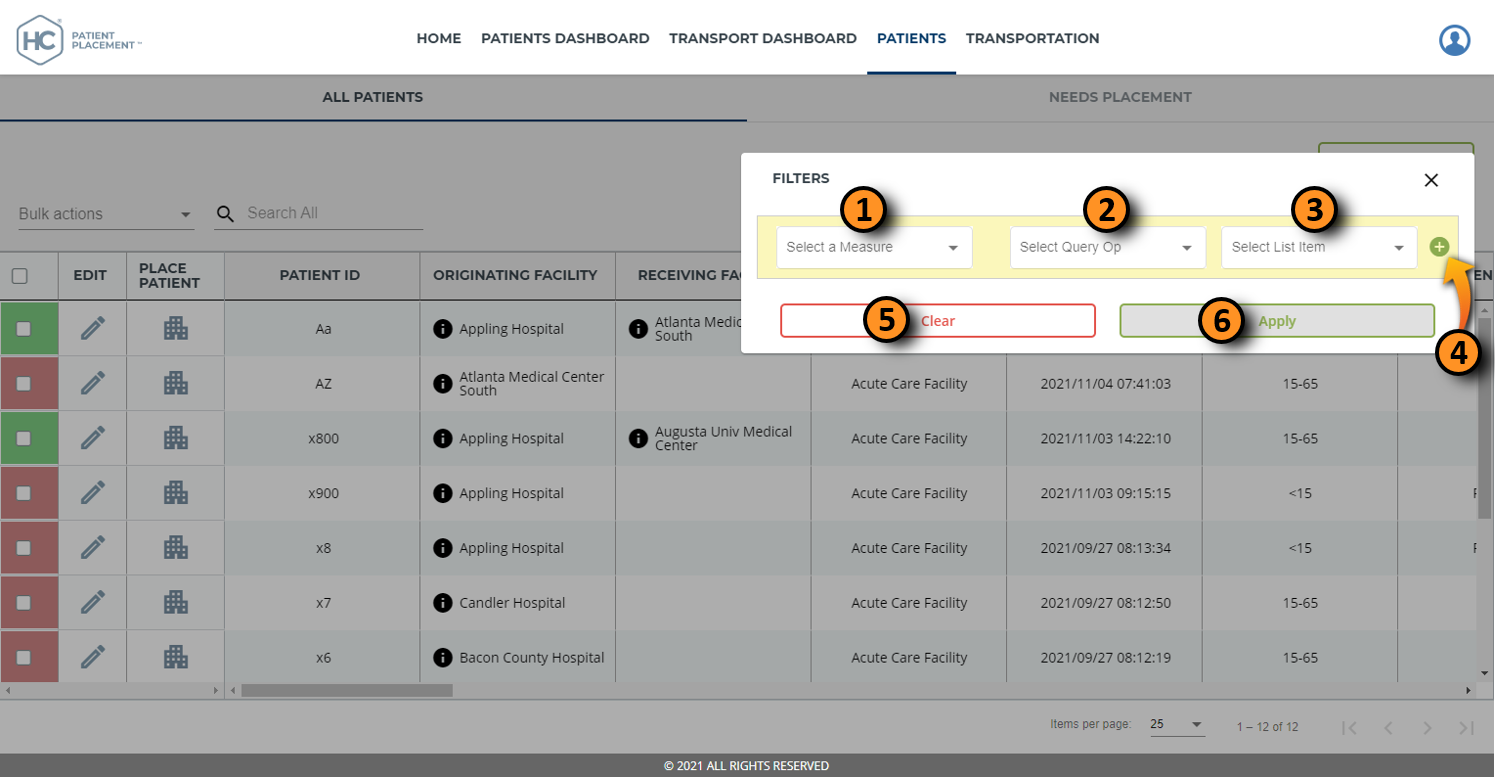 HC
®
PATIENT
PLACEMENT™
HOME PATIENTS DASHBOARD TRANSPORT DASHBOARD PATIENTS TRANSPORTATION
ALL PATIENTS NEEDS PLACEMENT
FILTERS
1 2 3
Bulk actions Search All
Select a Measure Select Query Op Select List Item
EDIT PLACE PATIENT PATIENT ID ORIGINATING FACILITY RECEIVING FAC EN
5 Clear 6 Apply
4
Aa Appling Hospital Atlanta Medic
South
AZ Atlanta Medical Center
South Acute Care Facility 2021/11/04 07:41:03 15-65
x800 Appling Hospital Augusta Univ Medical
Center Acute Care Facility 2021/11/03 14:22:10 15-65
x900 Appling Hospital Acute Care Facility 2021/11/03 09:15:15 <15
x8 Appling Hospital Acute Care Facility 2021/09/27 08:13:34 <15
x7 Candler Hospital Acute Care Facility 2021/09/27 08:12:50 15-65
x6 Bacon County Hospital Acute Care Facility 2021/09/27 08:12:19 15-65
Items per page: 25 1 – 12 of 12
© 2021 ALL RIGHTS RESERVED